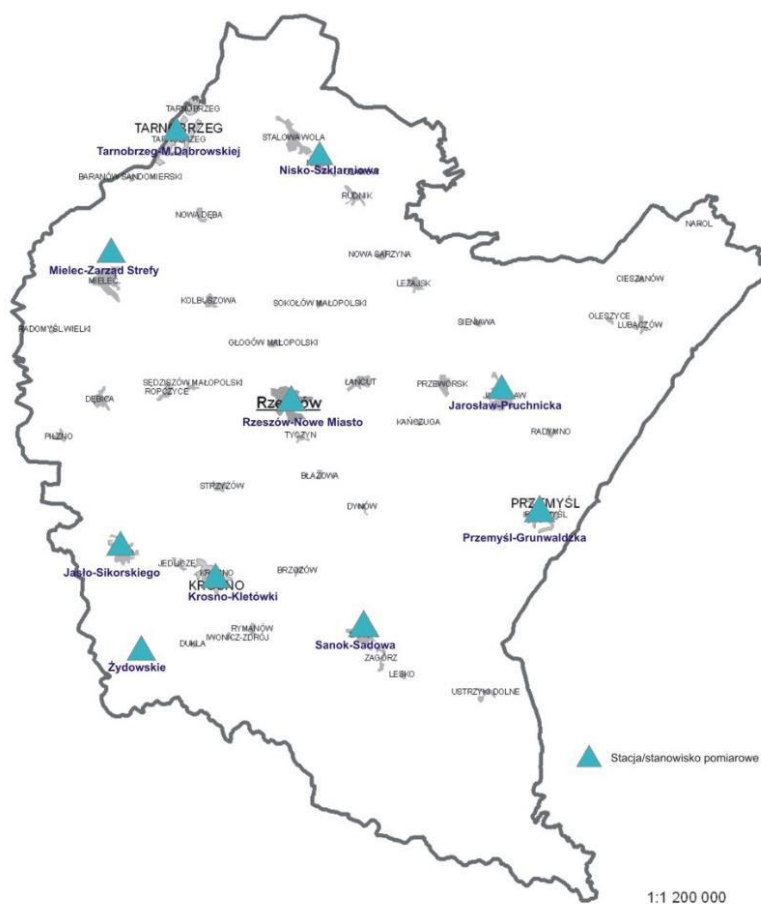 TARNOBRZEG
TARNOBRZEG
Tarnobrzeg-M.Dąbrowskiej
STALOWA WOLA
Nisko-Szklarniowa
BARANÓW SANDOMIERSKI
RUDNIK
NOWA DĘBA
NAROL
Mielec-Zarzad Strefy
MIELEC
NOWA SARZYNA
LEŻAJSK
CIESZANÓW
KOLBUSZOWA
SOKOŁÓW MAŁOPOLSKI
OLESZYCE
LUBACZÓW
SIENIAWA
RADOMYŚL WIELKI
GŁOGÓW MAŁOPOLSKI
SĘDZISZÓW MAŁOPOLSKI
ROPCZYCE
ŁAŃCUT
PRZEWORSK
DĘBICA
Rzeszów
Jarosław-Pruchnicka
Rzeszów-Nowe Miasto
KAŃCZUGA
RADYMNO
PILZNO
TYCZYN
BŁAŻOWA
STRZYŻÓW
DYNÓW
PRZEMYŚL
Przemyśl-Grunwaldzka
Jasło-Sikorskiego
JEDLICZE
BRZOZÓW
KROSNO
KROSNO
Krosno-Kletówki
RYMANÓW
IWONICZ-ZDRÓJ
DUKLA
Sanok-Sadowa
Żydowskie
ZAGÓRZ
LESKO
USTRZYKI DOLNE
Stacja/stanowisko pomiarowe
1:1 200 000